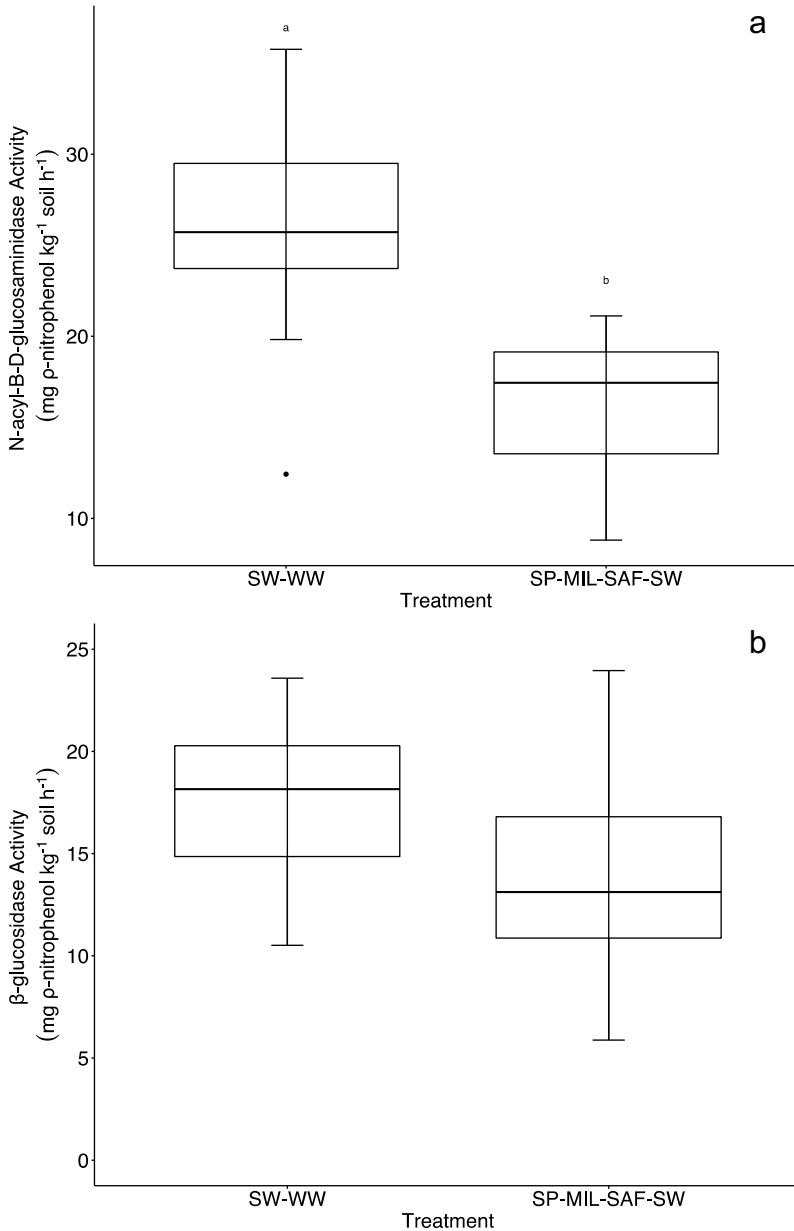 a
a
b
30
20
10
N-acyl-B-D-glucosaminidase Activity
(mg ρ-nitrophenol kg⁻¹ soil h⁻¹)
SW-WW SP-MIL-SAF-SW
Treatment
b
25
20
15
10
5
0
β-glucosidase Activity
(mg ρ-nitrophenol kg⁻¹ soil h⁻¹)
SW-WW SP-MIL-SAF-SW
Treatment